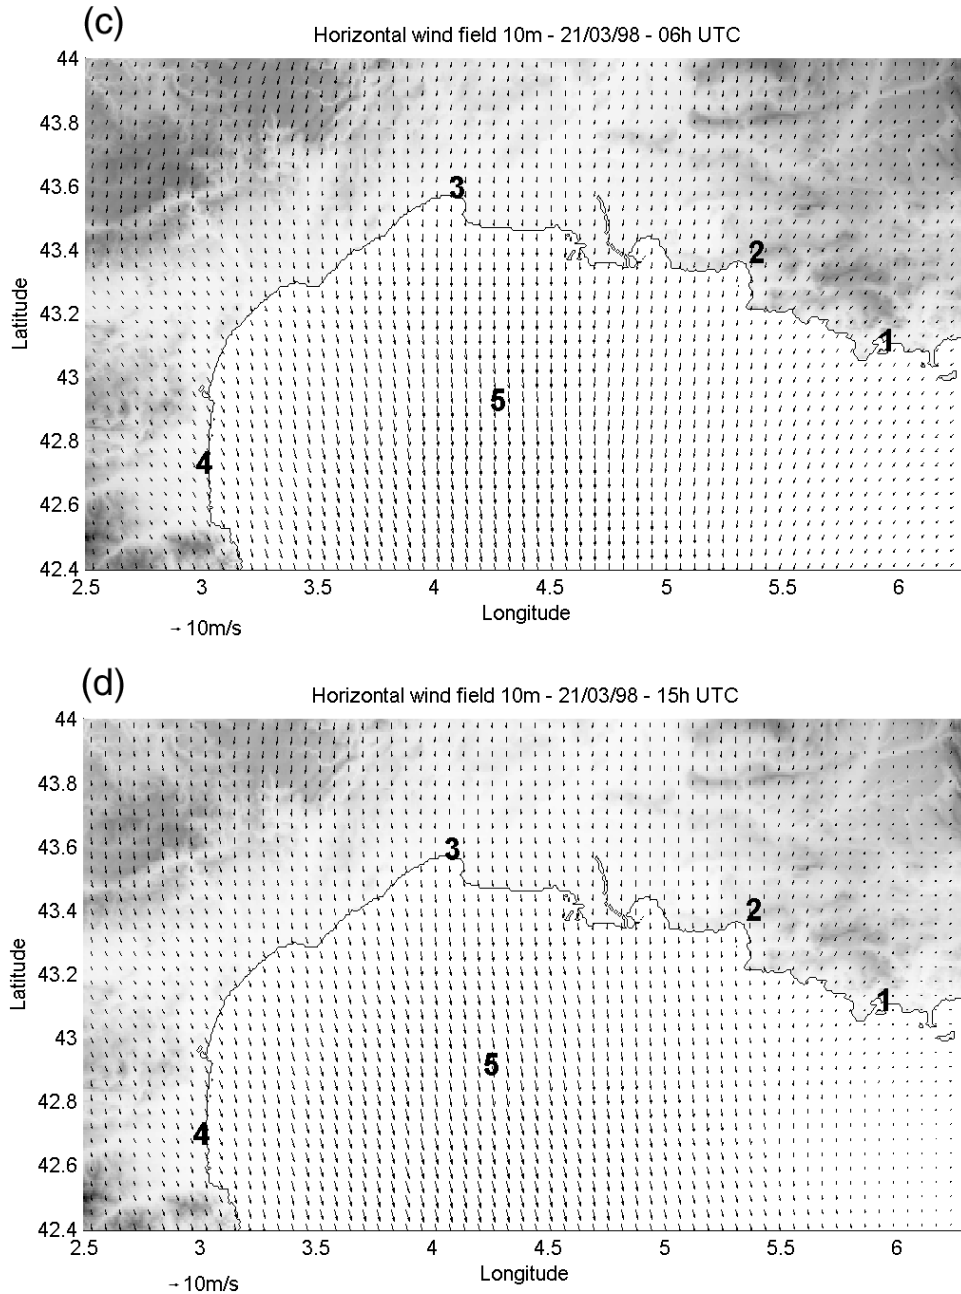 (c)
Horizontal wind field 10m - 21/03/98 - 06h UTC
44
43.8
43.6
43.4
43.2
43
42.8
42.6
42.4
Latitude
3
2
1
5
4
2.5 3 3.5 4 4.5 5 5.5 6
Longitude
→ 10m/s
(d)
Horizontal wind field 10m - 21/03/98 - 15h UTC
44
43.8
43.6
43.4
43.2
43
42.8
42.6
42.4
Latitude
3
2
1
5
4
2.5 3 3.5 4 4.5 5 5.5 6
Longitude
→ 10m/s